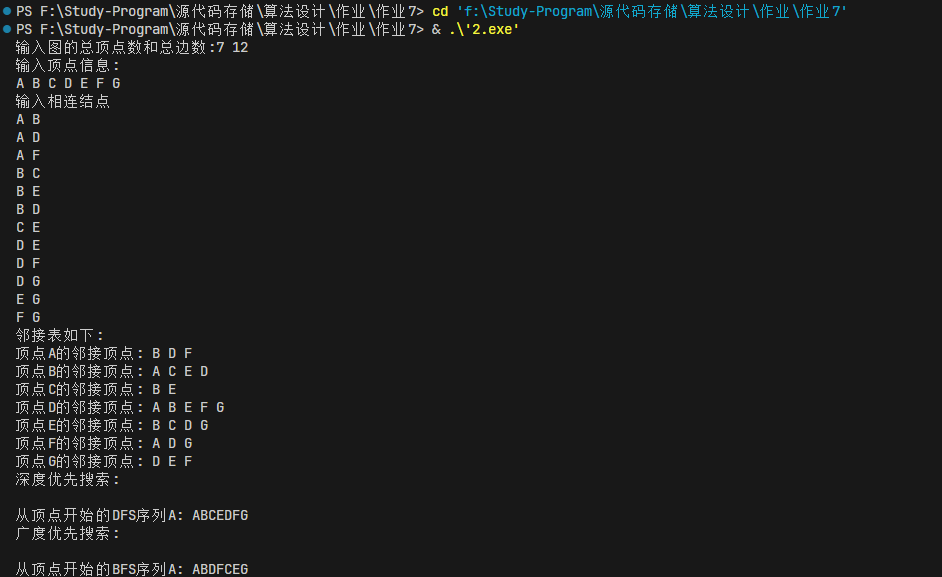 PS F:\Study-Program\源代码存储\算法设计\作业\作业7> cd 'f:\Study-Program\源代码存储\算法设计\作业\作业7'
PS F:\Study-Program\源代码存储\算法设计\作业\作业7> & .\'2.exe'
输入图的总顶点数和总边数:7 12
输入顶点信息:
A B C D E F G
输入相连结点
A B
A D
A F
B C
B E
B D
C E
D E
D F
D G
E G
F G
邻接表如下:
顶点A的邻接顶点: B D F
顶点B的邻接顶点: A C E D
顶点C的邻接顶点: B E
顶点D的邻接顶点: A B E F G
顶点E的邻接顶点: B C D G
顶点F的邻接顶点: A D G
顶点G的邻接顶点: D E F
深度优先搜索:
从顶点开始的DFS序列A: ABCEDFG
广度优先搜索:
从顶点开始的BFS序列A: ABDFCEG